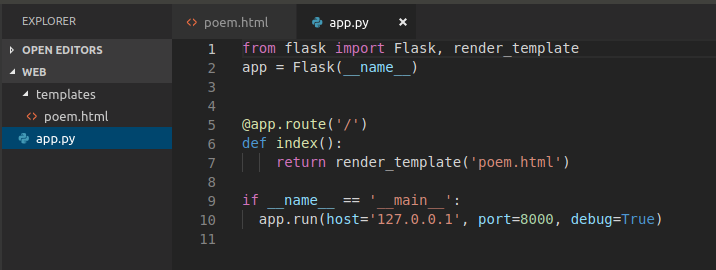 EXPLORER
OPEN EDITORS
WEB
templates
<> poem.html
app.py
<> poem.html
app.py ×
1 from flask import Flask, render_template
2 app = Flask(__name__)
3
4
5 @app.route('/')
6 def index():
7 return render_template('poem.html')
8
9 if __name__ == '__main__':
10 app.run(host='127.0.0.1', port=8000, debug=True)
11